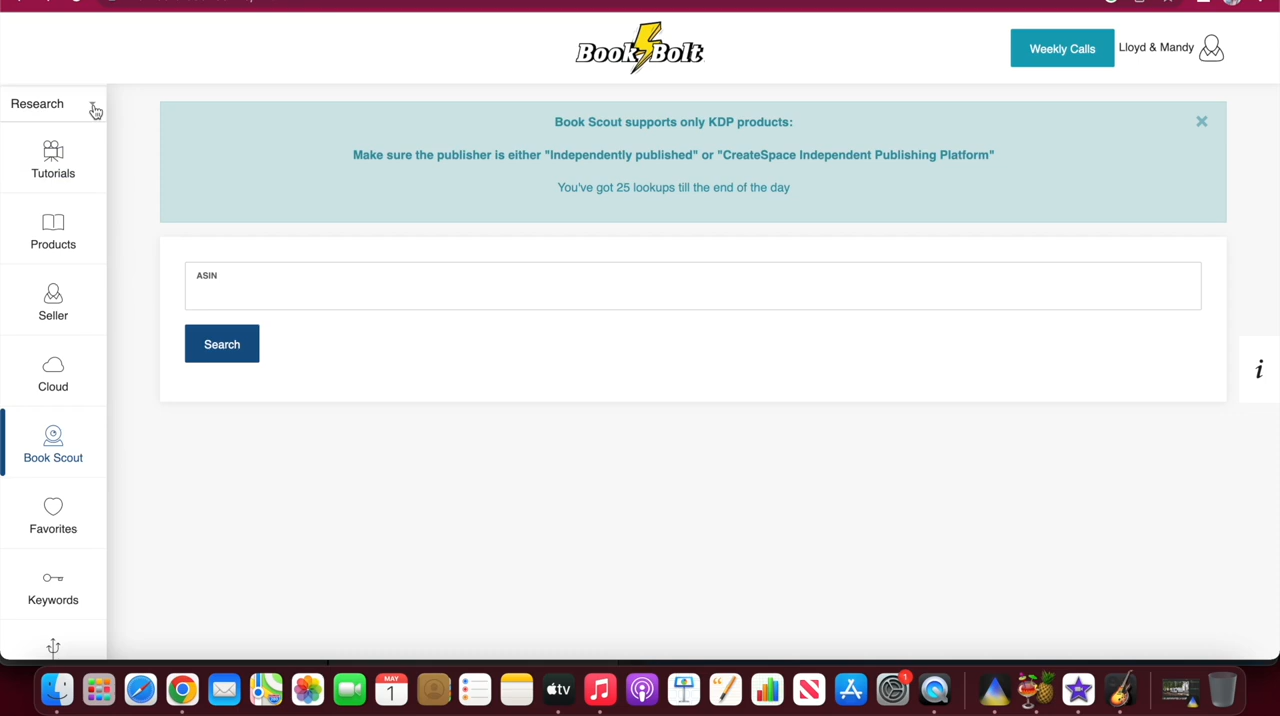 Book Bolt
Weekly Calls
Lloyd & Mandy
Research
Tutorials
Products
Seller
Cloud
Book Scout
Favorites
Keywords
Book Scout supports only KDP products:
Make sure the publisher is either "Independently published" or "CreateSpace Independent Publishing Platform"
You've got 25 lookups till the end of the day
ASIN
Search
i
MAY
1
tv
1